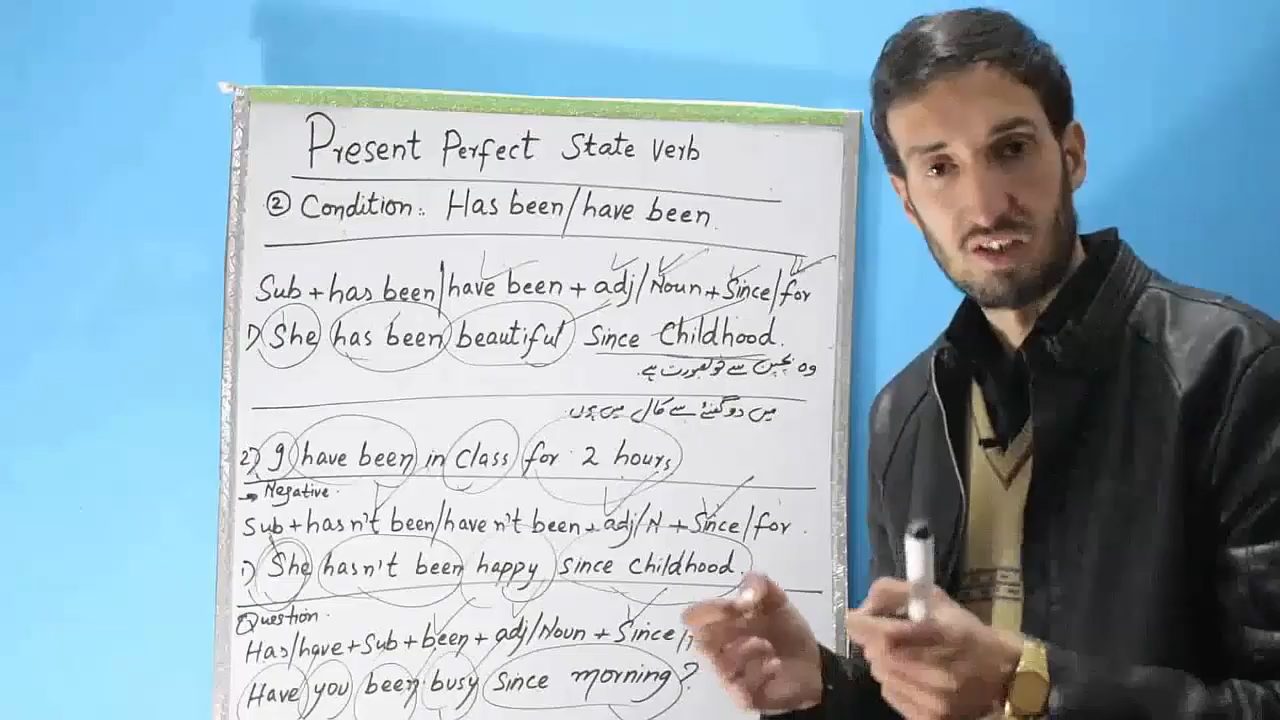 Present Perfect State Verb
② Condition:. Has been/have been.
Sub + has been/have been + adj/Noun + Since/for
1) She has been beautiful Since Childhood.
وہ بچپن سے خوبصورت ہے۔
میں دو گھنٹے سے کلاس میں ہوں۔
2) I have been in class for 2 hours
→ Negative.
Sub + hasn't been/haven't been + adj/N + Since/for.
1) She hasn't been happy since childhood.
Question.
Has/have + Sub + been + adj/Noun + Since/
Have you been busy since morning?